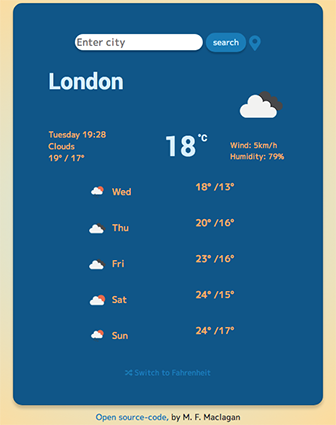 Enter city search
London
Tuesday 19:28
Clouds
19° / 17°
18 °C
Wind: 5km/h
Humidity: 79%
Wed 18° /13°
Thu 20° /16°
Fri 23° /16°
Sat 24° /15°
Sun 24° /17°
Switch to Fahrenheit
Open source-code, by M. F. Maclagan